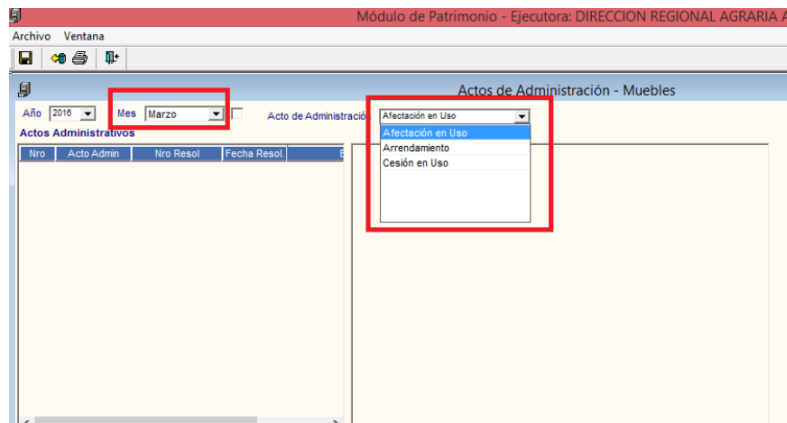 Módulo de Patrimonio - Ejecutora: DIRECCION REGIONAL AGRARIA A
Archivo Ventana
Actos de Administración - Muebles
Año 2016 Mes Marzo Acto de Administración Afectación en Uso
Actos Administrativos
Afectación en Uso
Arrendamiento
Cesión en Uso
Nro Acto Admin Nro Resol Fecha Resol. E